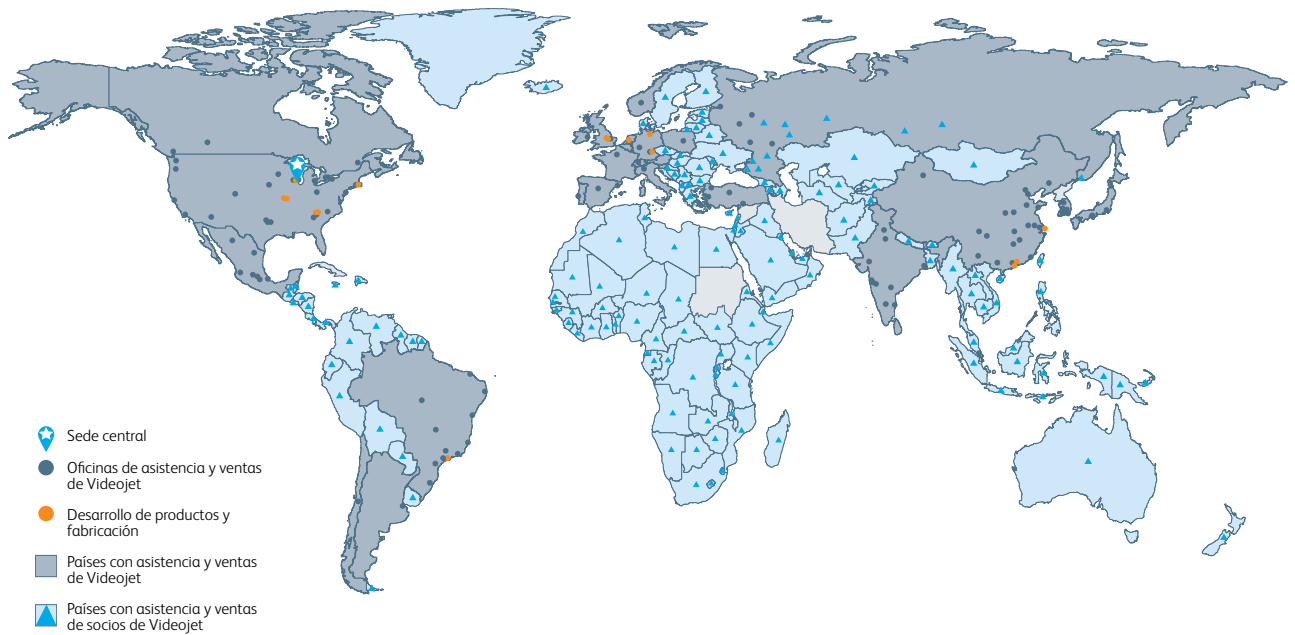 Sede central
Oficinas de asistencia y ventas
de Videojet
Desarrollo de productos y
fabricación
Países con asistencia y ventas
de Videojet
Países con asistencia y ventas
de socios de Videojet